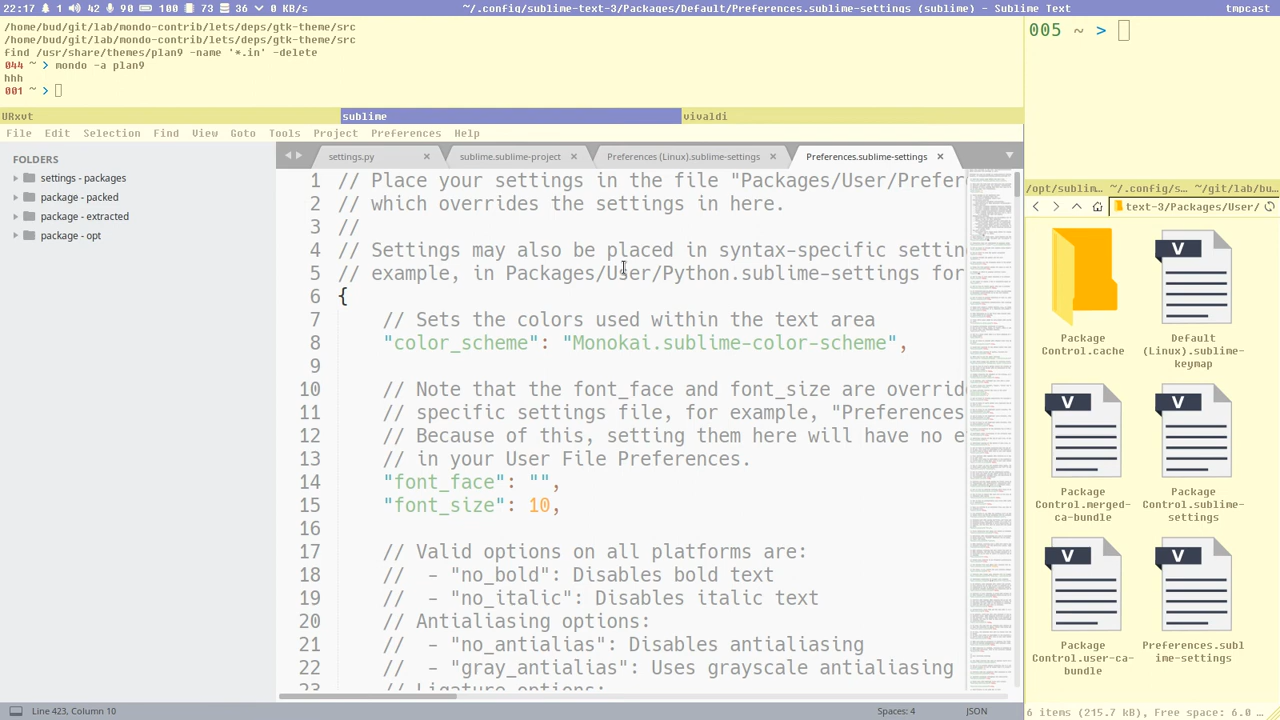 22:17 90 94 100 73 36 ~/.config/sublime-text-3/Packages/Default/Preferences.sublime-settings (sublime) - Sublime Text tmpcast
/home/bud/git/lab/mondo-contrib/lets/deps/gtk-theme/src
/home/bud/git/lab/mondo-contrib/lets/deps/gtk-theme/src
find /usr/share/themes/plan9 -name '*.in' -delete
044 ~ > mondo -a plan9
hhh
001 ~ >
005 ~ >
URxvt sublime vivaldi
File Edit Selection Find View Goto Tools Project Preferences Help
FOLDERS
settings - packages
package - packed
package - extracted
package - opt
settings.py
sublime.sublime-project
Preferences (Linux).sublime-settings
Preferences.sublime-settings
1 // Place your settings in the file "Packages/User/Prefer
2 // which overrides the settings in here.
3 //
4 // Settings may also be placed in syntax-specific settin
5 // example, in Packages/User/Python.sublime-settings for
6 {
7 // Sets the colors used within the text area
8 "color_scheme": "Monokai.sublime-color-scheme",
10 // Note that the font_face and font_size are overrid
11 // specific settings file, for example, "Preferences
12 // Because of this, setting them here will have no e
13 // in your User File Preferences.
14 "font_face": "",
15 "font_size": 10,
17 // Valid options on all platforms are:
18 // - "no_bold": Disables bold text
19 // - "no_italic": Disables italic text
20 // Antialiasing options:
21 // - "no_antialias": Disables antialiasing
22 // - "gray_antialias": Uses grayscale antialiasing
// Ligature options:
Line 423, Column 10
Spaces: 4
JSON
/opt/sublim... ~/.config/s... ~/git/lab/bu...
text-3/Packages/User/
Package Control.cache
Default (Linux).sublime-keymap
Package Control.merged-ca-bundle
Package Control.sublime-settings
Package Control.user-ca-bundle
Preferences.sublime-settings
6 items (215.7 kB), Free space: 6.0 ...